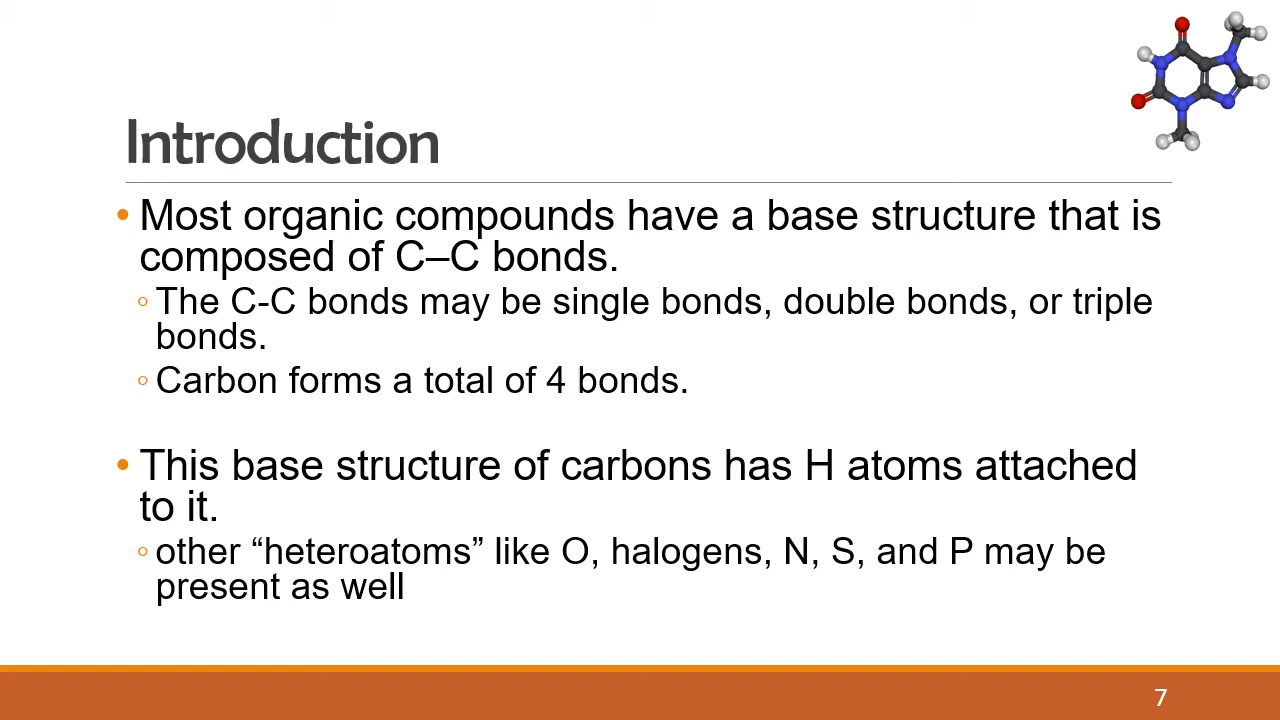 Introduction
• Most organic compounds have a base structure that is
composed of C–C bonds.
◦ The C-C bonds may be single bonds, double bonds, or triple
bonds.
◦ Carbon forms a total of 4 bonds.
• This base structure of carbons has H atoms attached
to it.
◦ other “heteroatoms” like O, halogens, N, S, and P may be
present as well
7